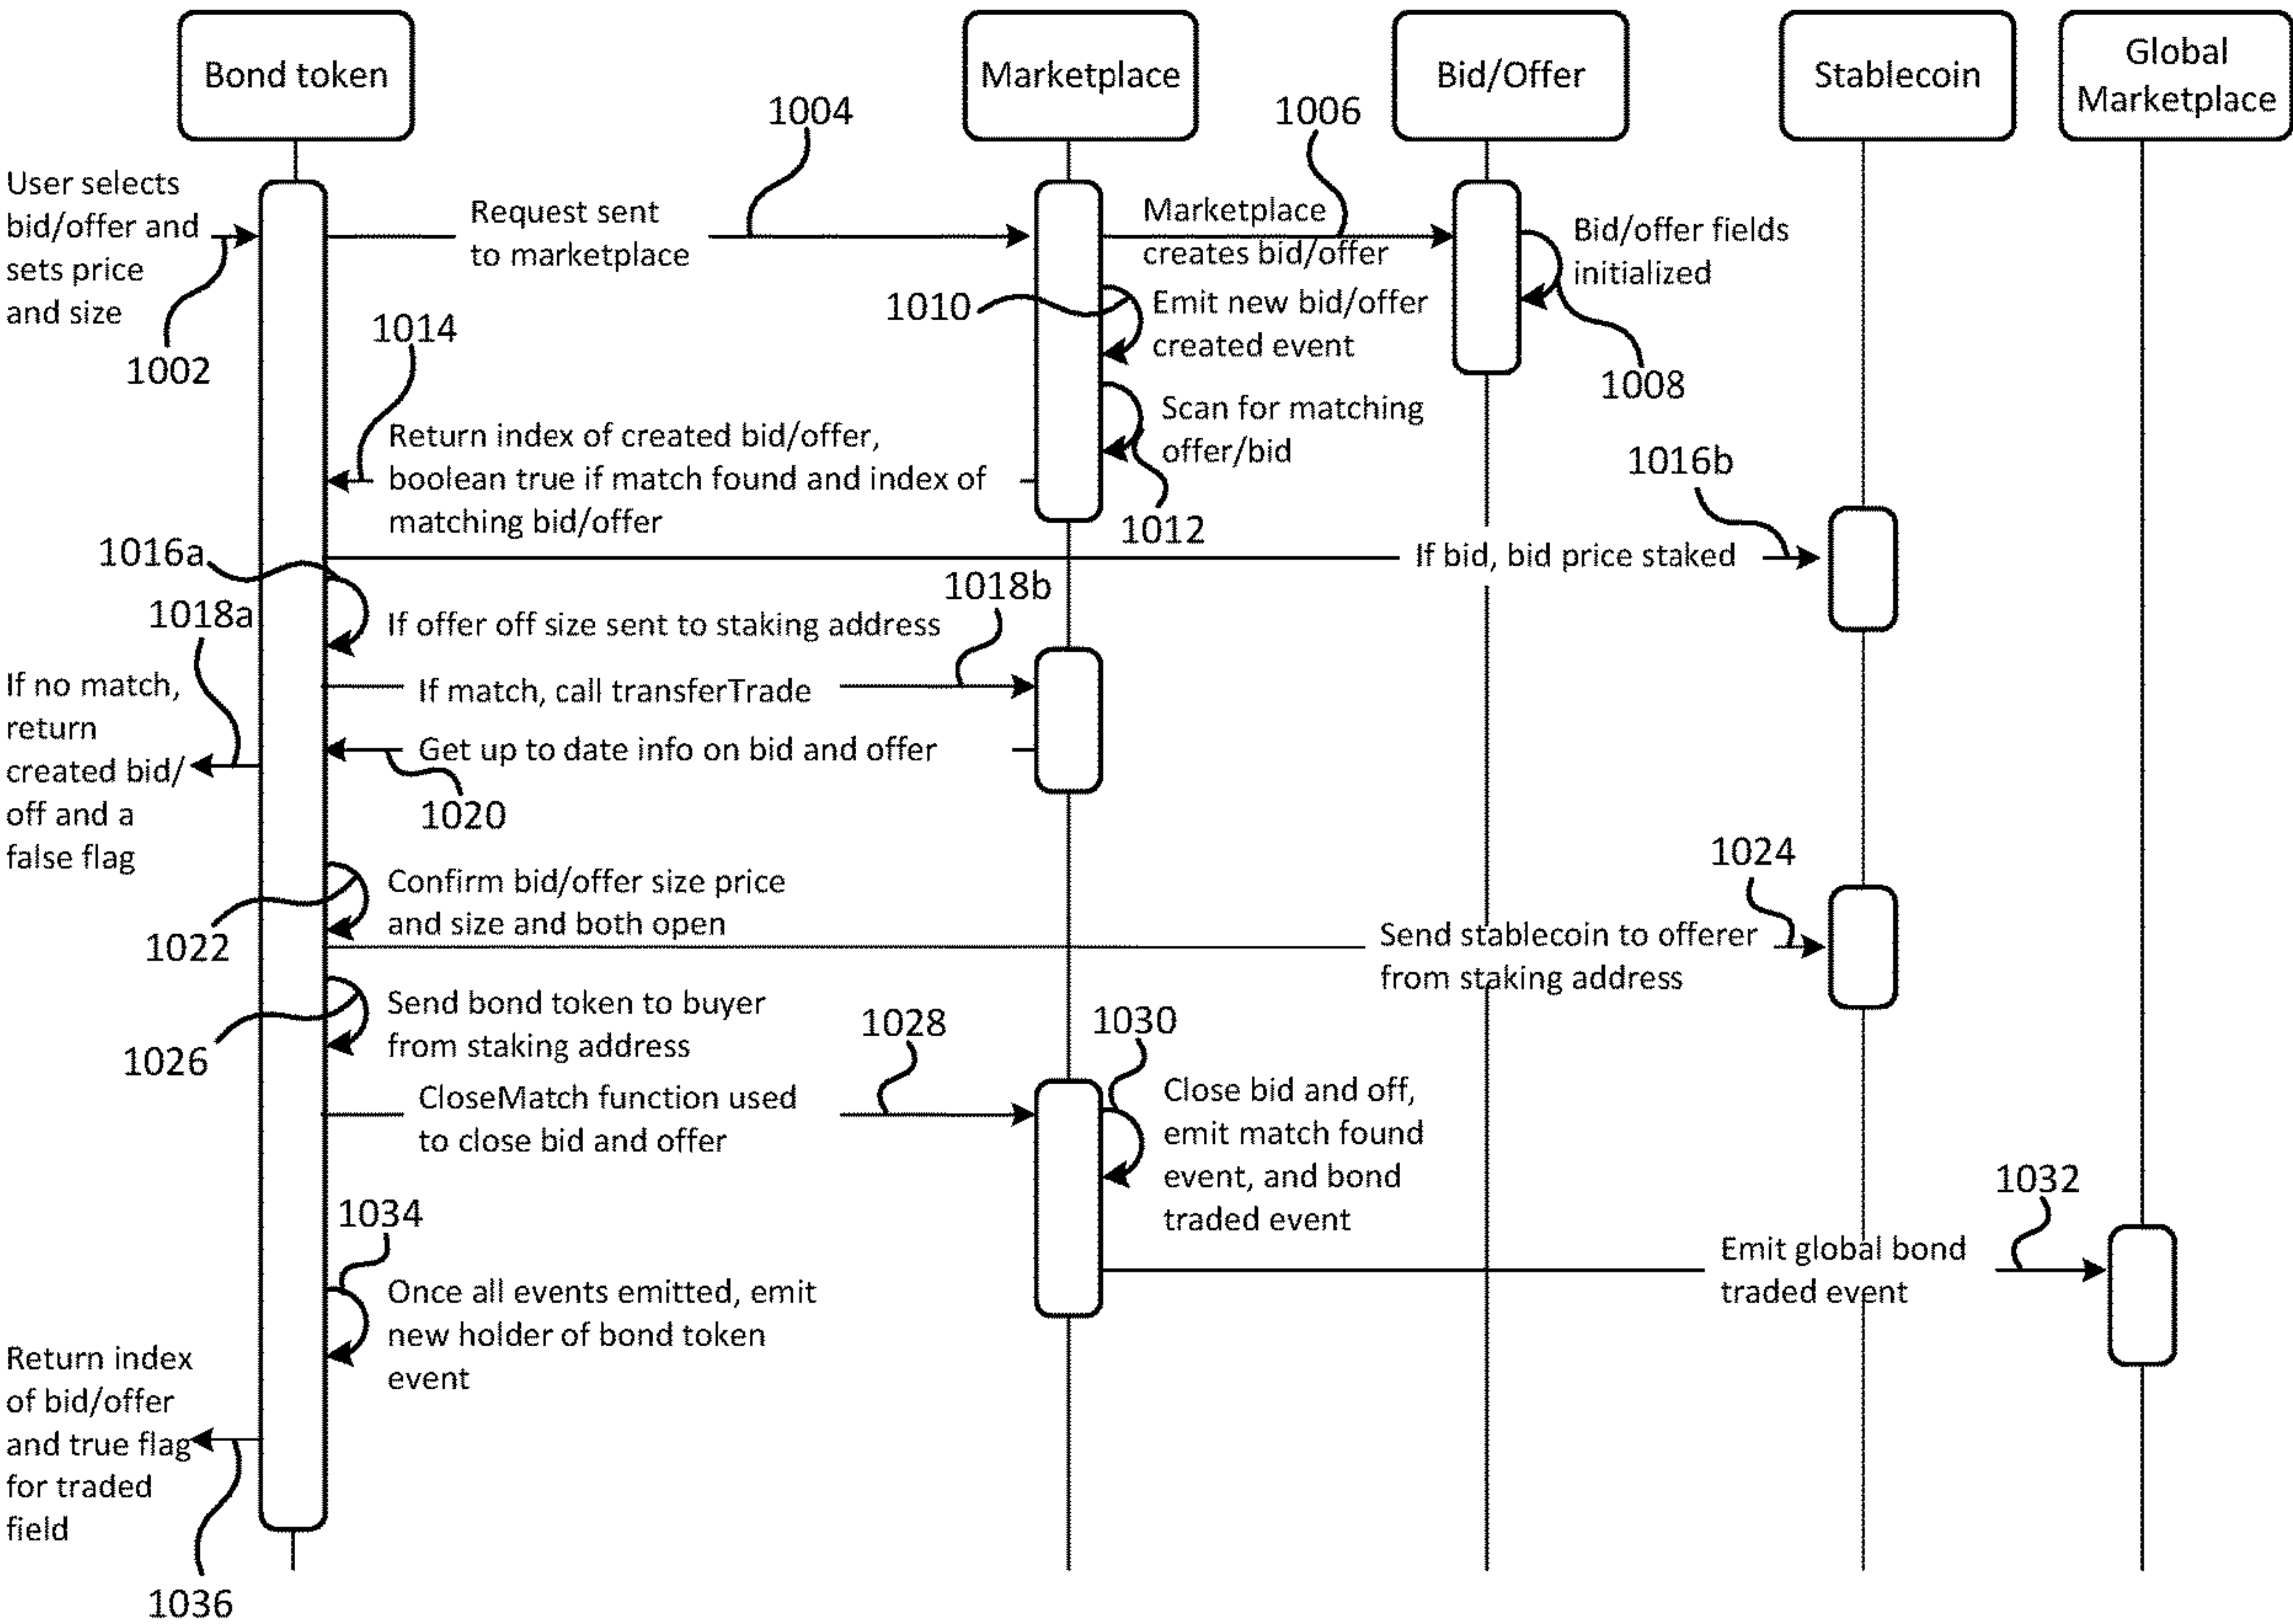 Bond token
Marketplace
Bid/Offer
Stablecoin
Global
Marketplace
1004
1006
User selects
bid/offer and
sets price
and size
1002
Request sent
to marketplace
Marketplace
creates bid/offer
Bid/offer fields
initialized
1008
1010
Emit new bid/offer
created event
1014
Scan for matching
offer/bid
1012
Return index of created bid/offer,
boolean true if match found and index of
matching bid/offer
1016b
If bid, bid price staked
1016a
If offer off size sent to staking address
1018a
1018b
If no match,
return
created bid/
off and a
false flag
If match, call transferTrade
Get up to date info on bid and offer
1020
Confirm bid/offer size price
and size and both open
1022
1024
Send stablecoin to offerer
from staking address
Send bond token to buyer
from staking address
1026
1028
1030
CloseMatch function used
to close bid and offer
Close bid and off,
emit match found
event, and bond
traded event
1032
Emit global bond
traded event
1034
Once all events emitted, emit
new holder of bond token
event
Return index
of bid/offer
and true flag
for traded
field
1036